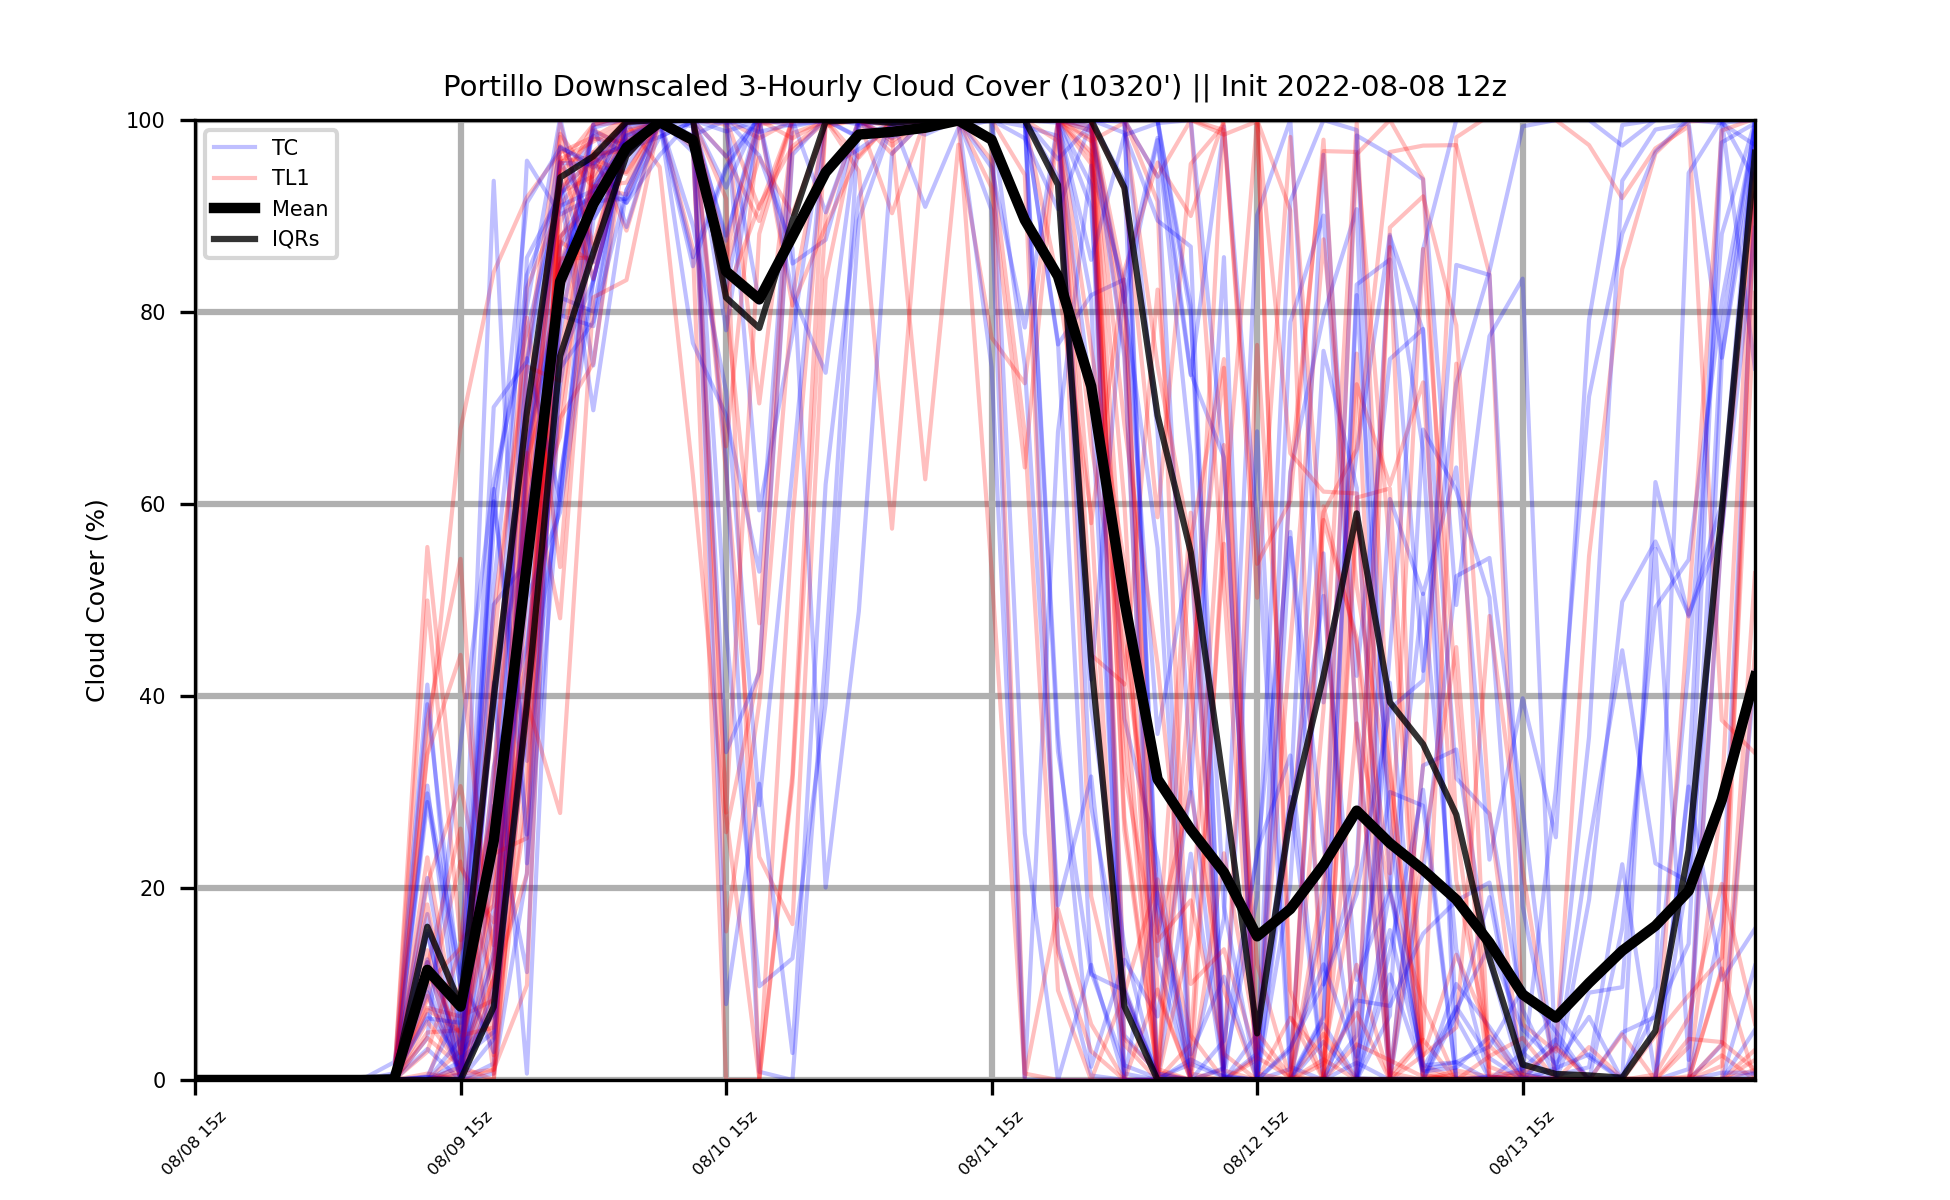 Portillo Downscaled 3-Hourly Cloud Cover (10320') || Init 2022-08-08 12z
Cloud Cover (%)
100
80
60
40
20
0
TC
TL1
Mean
IQRs
08/08 15z
08/09 15z
08/10 15z
08/11 15z
08/12 15z
08/13 15z